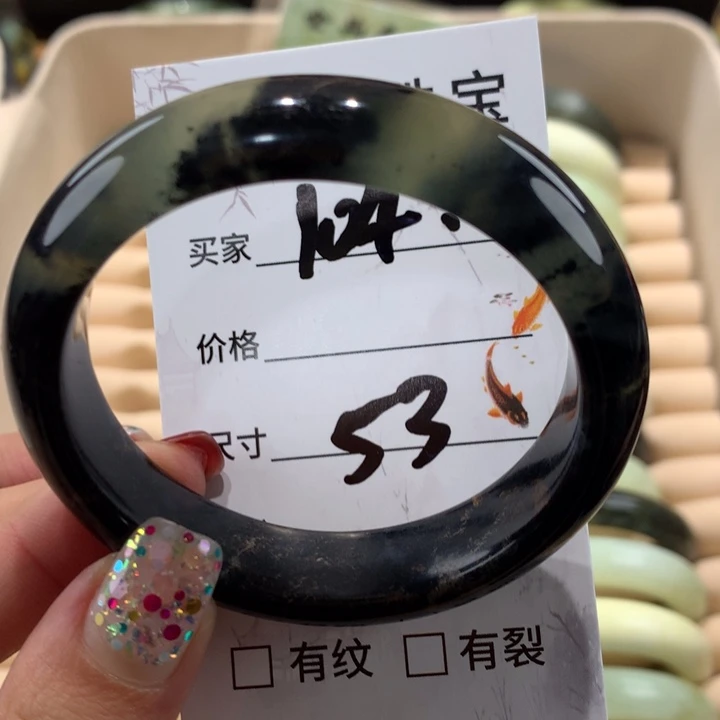 宝
买家 104.
价格
尺寸 53
□ 有纹 □ 有裂